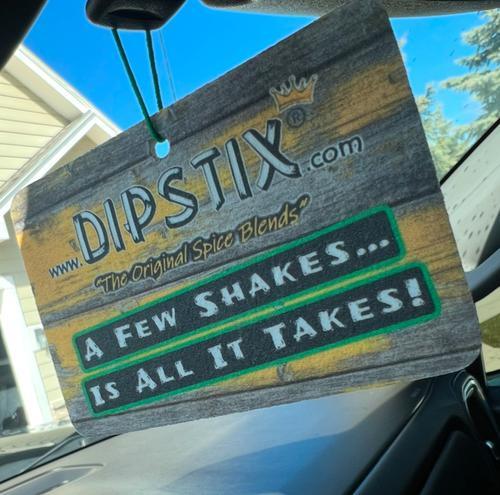 www.DIPSTIX®.com
"The Original Spice Blends"
A FEW SHAKES...
IS ALL IT TAKES!